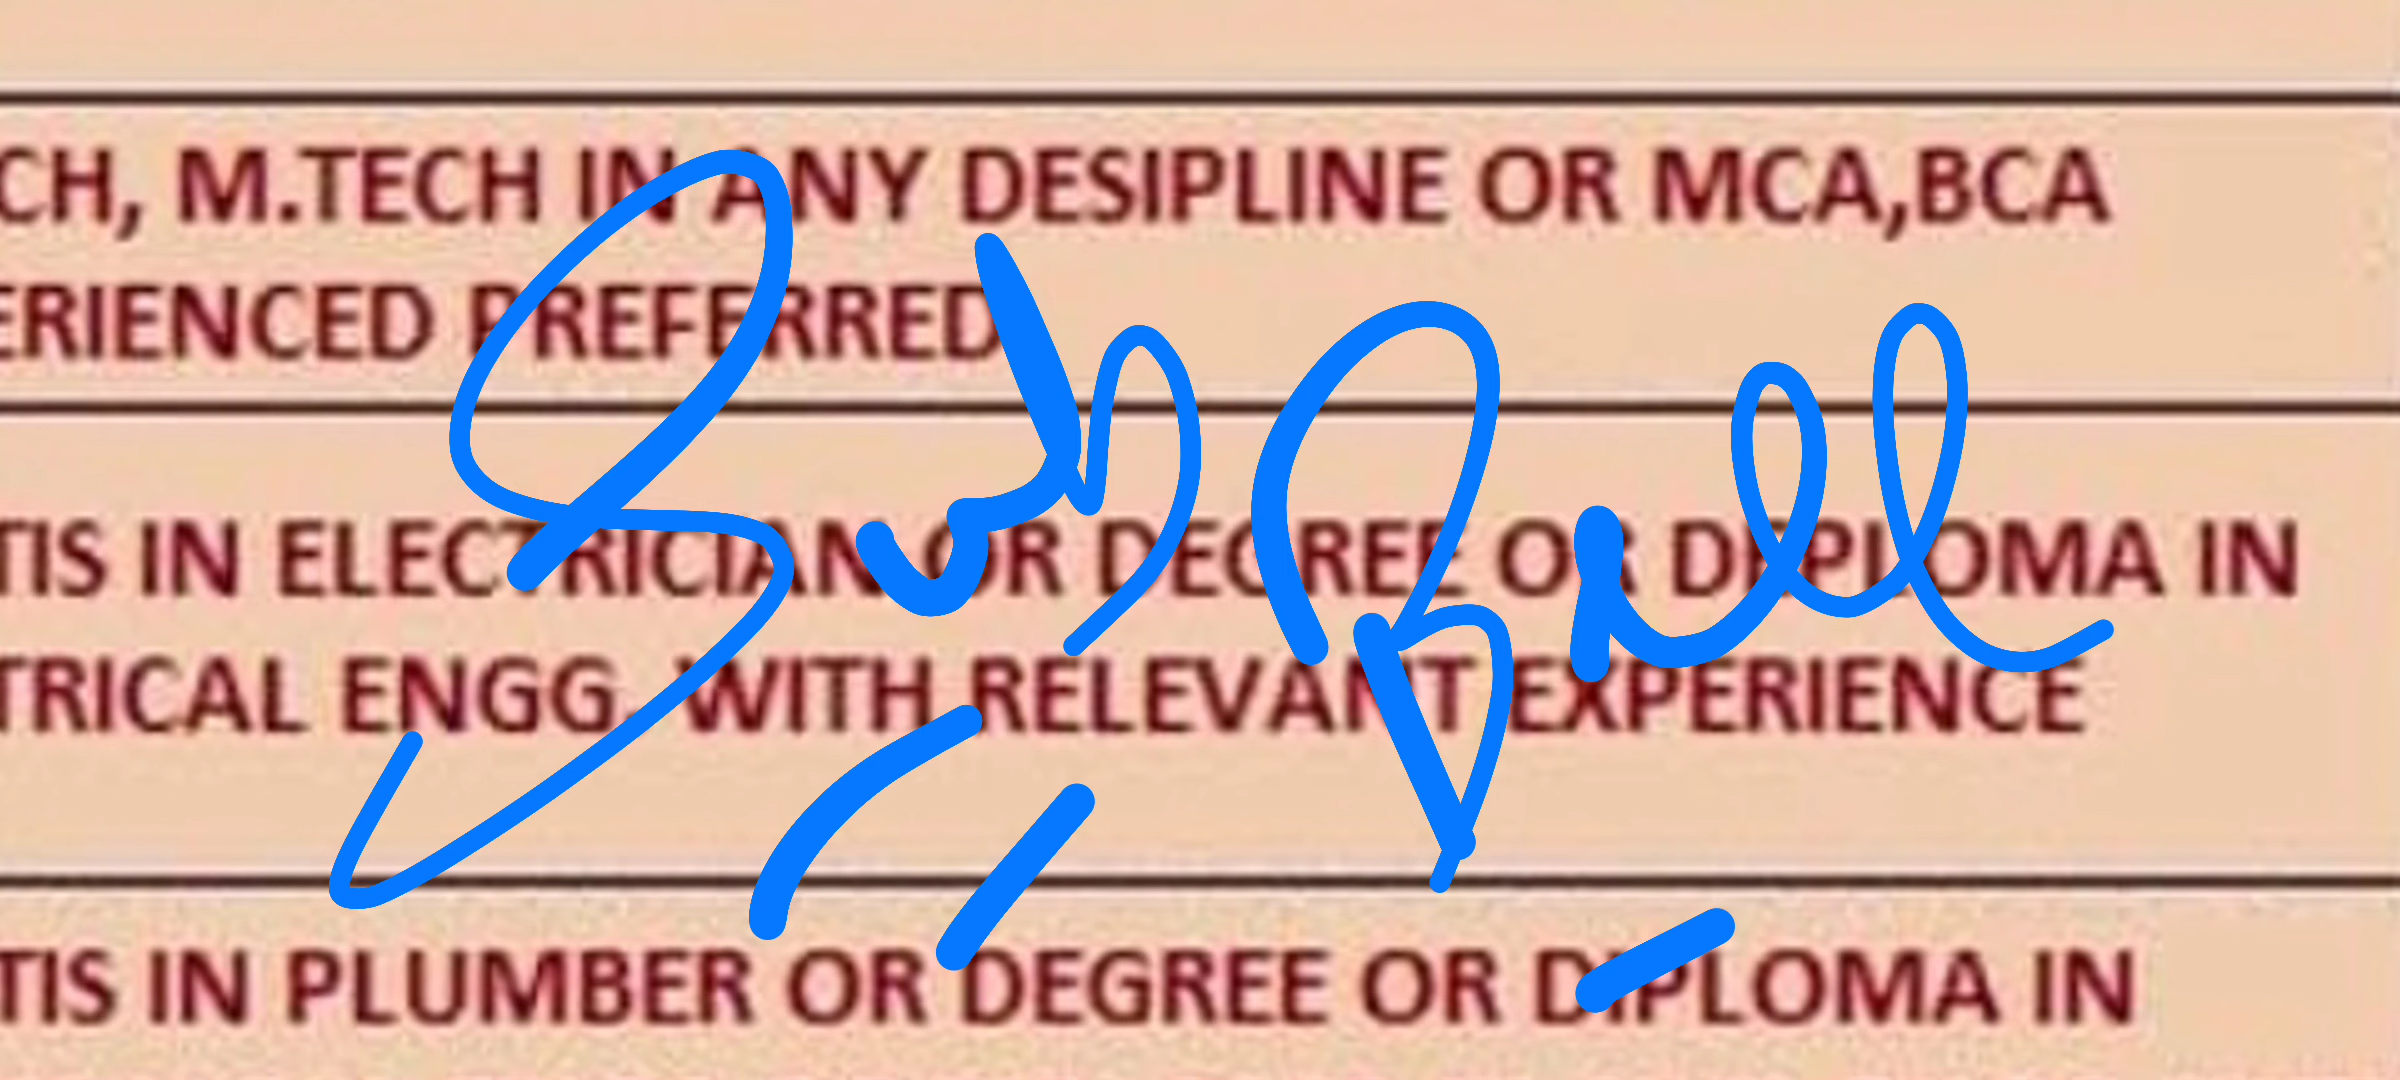 CH, M.TECH IN ANY DESIPLINE OR MCA,BCA
ERIENCED PREFERRED
TIS IN ELECTRICIAN OR DEGREE OR DIPLOMA IN
TRICAL ENGG. WITH RELEVANT EXPERIENCE
TIS IN PLUMBER OR DEGREE OR DIPLOMA IN